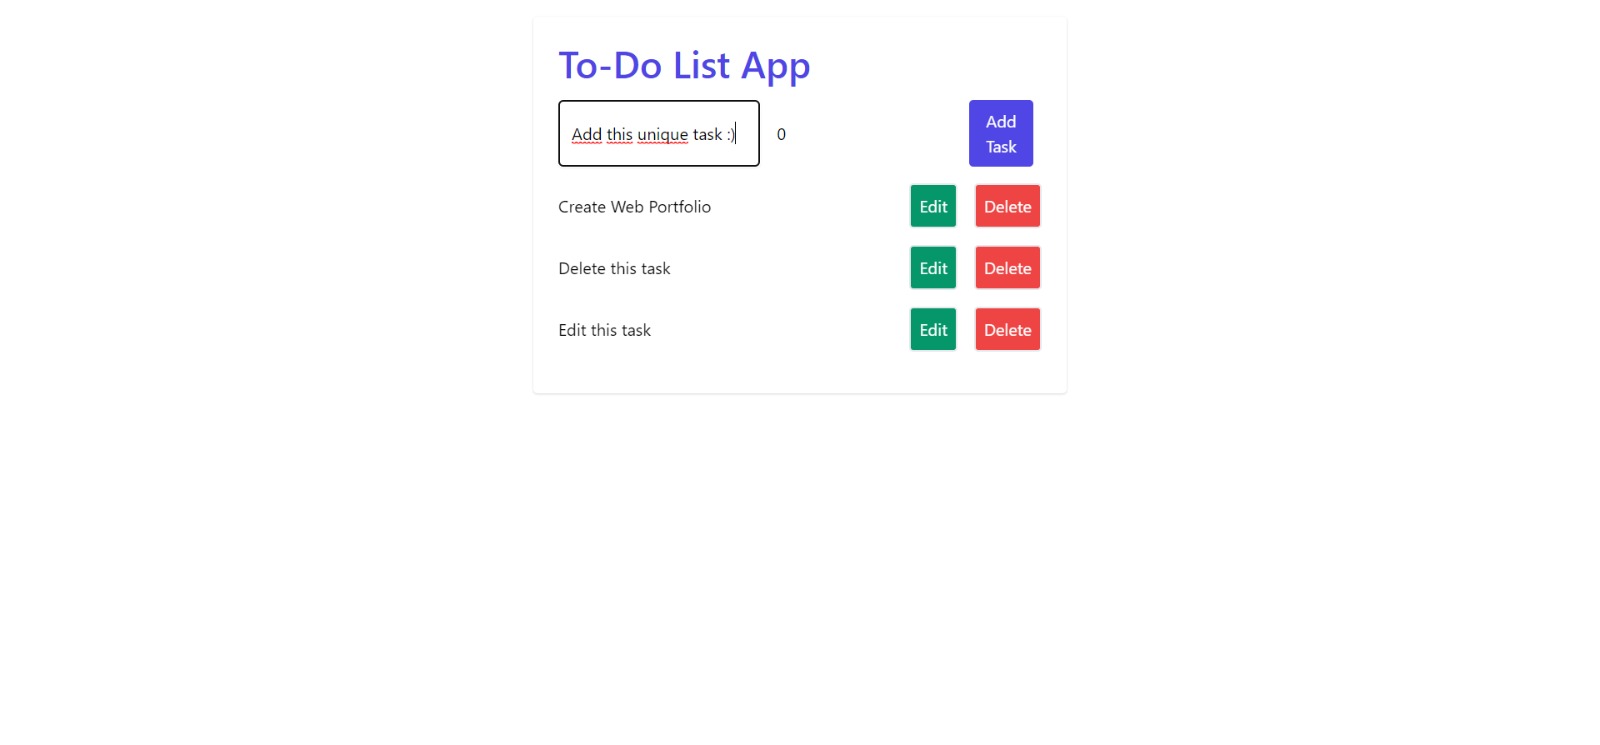 To-Do List App
Add this unique task :) 0 Add
Task
Create Web Portfolio Edit Delete
Delete this task Edit Delete
Edit this task Edit Delete